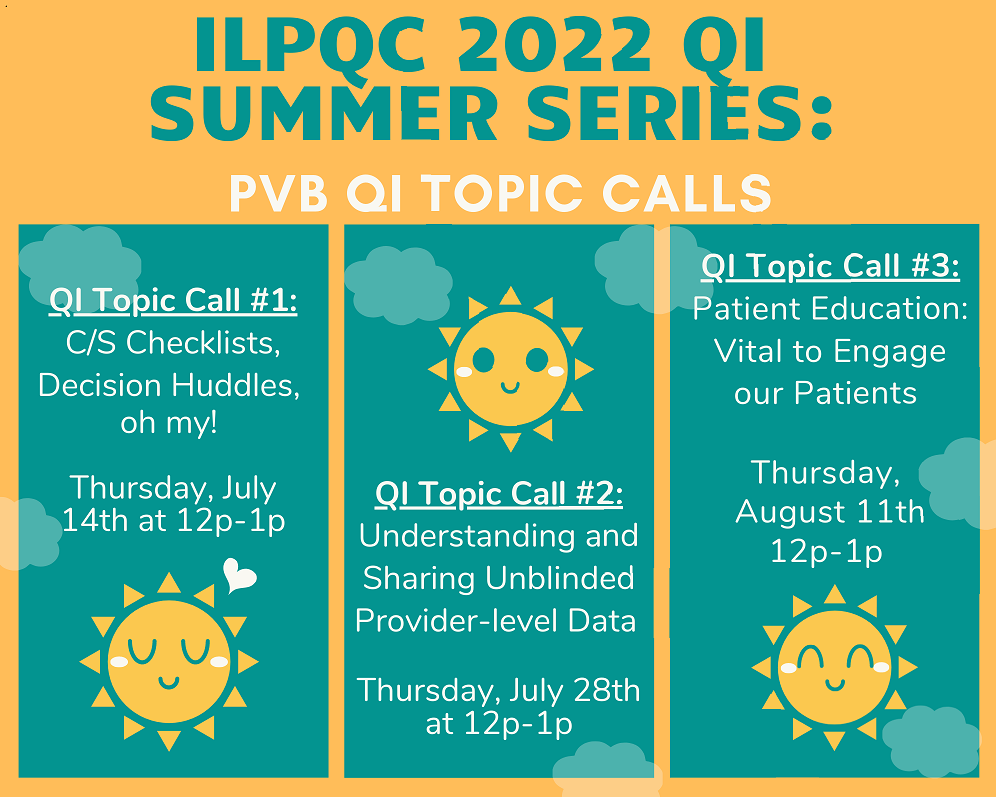 ILPQC 2022 QI
SUMMER SERIES:
PVB QI TOPIC CALLS
QI Topic Call #1:
C/S Checklists,
Decision Huddles,
oh my!
Thursday, July
14th at 12p-1p
QI Topic Call #2:
Understanding and
Sharing Unblinded
Provider-level Data
Thursday, July 28th
at 12p-1p
QI Topic Call #3:
Patient Education:
Vital to Engage
our Patients
Thursday,
August 11th
12p-1p